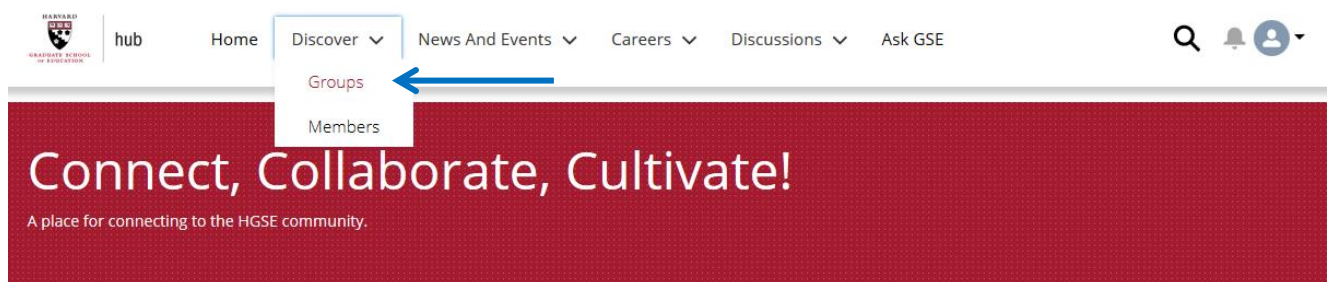 HARVARD
GRADUATE SCHOOL
OF EDUCATION
hub
Home
Discover
News And Events
Careers
Discussions
Ask GSE
Groups
Members
Connect, Collaborate, Cultivate!
A place for connecting to the HGSE community.